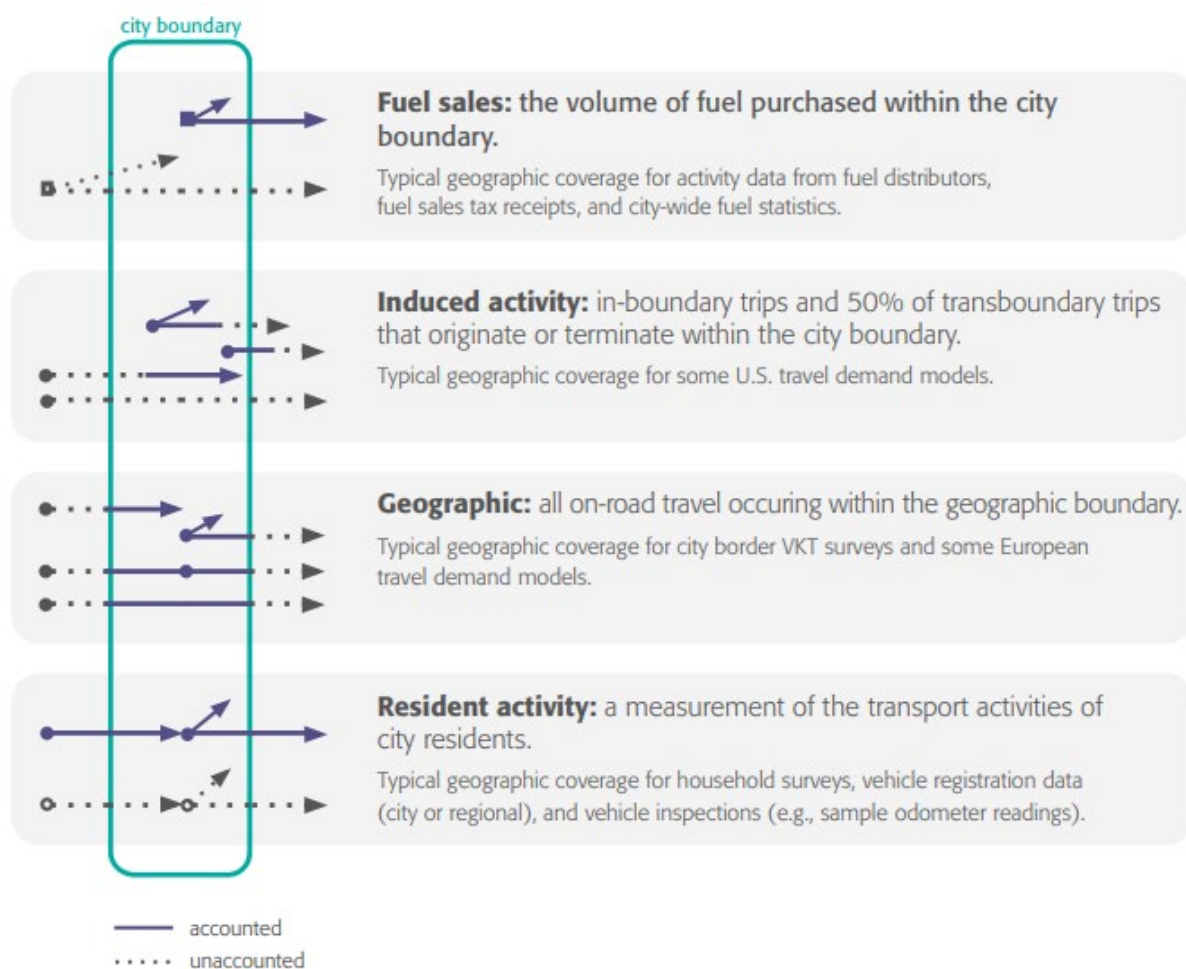 city boundary
Fuel sales: the volume of fuel purchased within the city
boundary.
Typical geographic coverage for activity data from fuel distributors,
fuel sales tax receipts, and city-wide fuel statistics.
Induced activity: in-boundary trips and 50% of transboundary trips
that originate or terminate within the city boundary.
Typical geographic coverage for some U.S. travel demand models.
Geographic: all on-road travel occuring within the geographic boundary.
Typical geographic coverage for city border VKT surveys and some European
travel demand models.
Resident activity: a measurement of the transport activities of
city residents.
Typical geographic coverage for household surveys, vehicle registration data
(city or regional), and vehicle inspections (e.g., sample odometer readings).
accounted
unaccounted